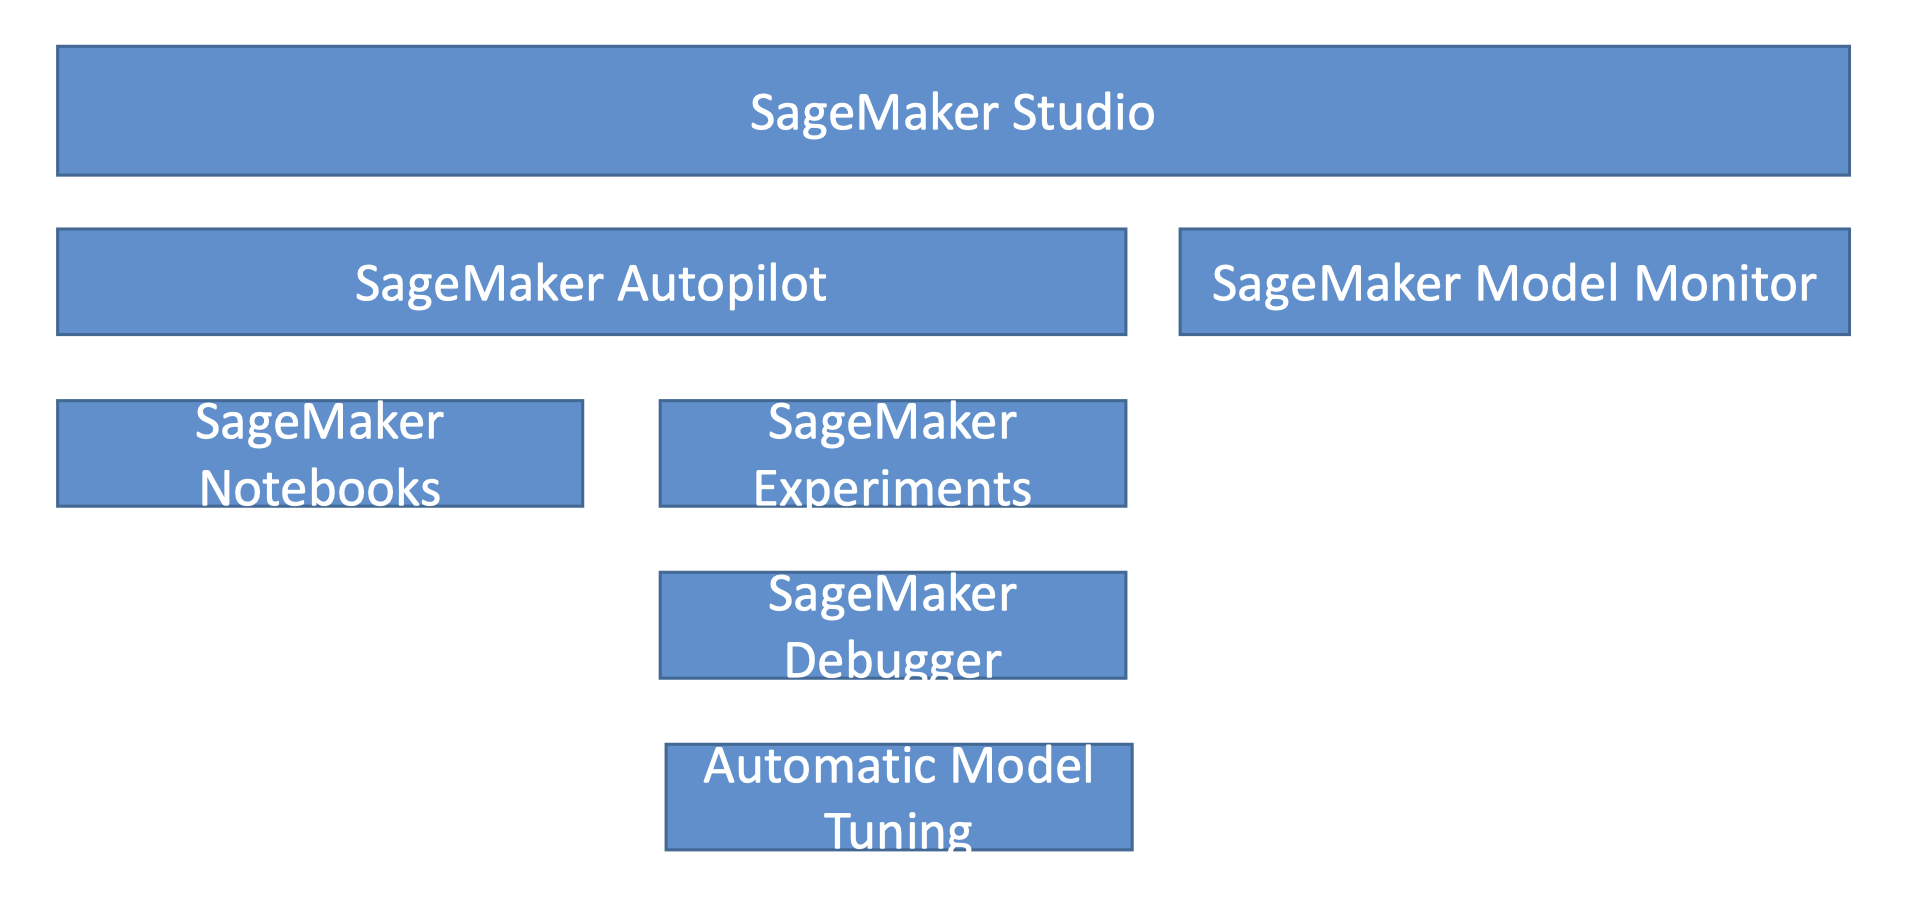 SageMaker Studio
SageMaker Autopilot
SageMaker Model Monitor
SageMaker
Notebooks
SageMaker
Experiments
SageMaker
Debugger
Automatic Model
Tuning